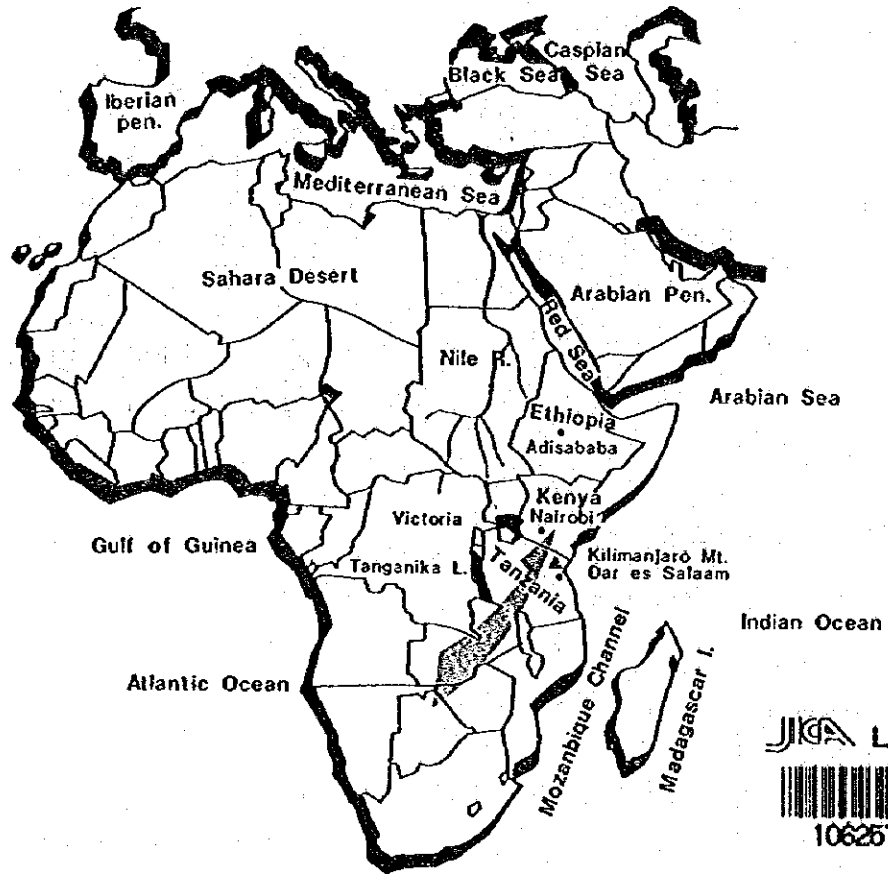 Caspian
Black Sea Sea
Iberian
pen.
Mediterranean Sea
Sahara Desert
Arabian Pen.
Red Sea
Nile R.
Arabian Sea
Ethiopia
Adisababa
Kenya
Nairobi
Victoria
Gulf of Guinea
Kilimanjaro Mt.
Dar es Salaam
Tanganika L.
Tanzania
Indian Ocean
Atlantic Ocean
Mozanbique Channel
Madagascar I.
JICA L
10625